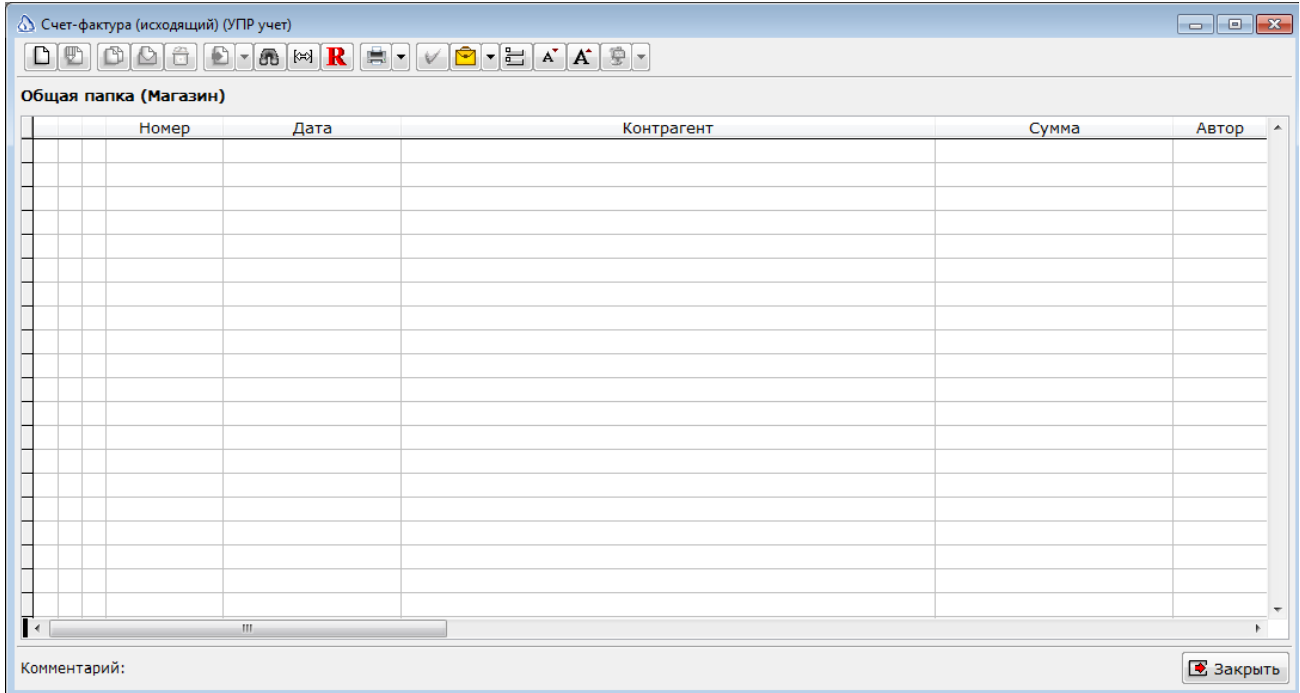 Счет-фактура (исходящий) (УПР учет)
R A A
Общая папка (Магазин)
Номер Дата Контрагент Сумма Автор
Комментарий: Закрыть